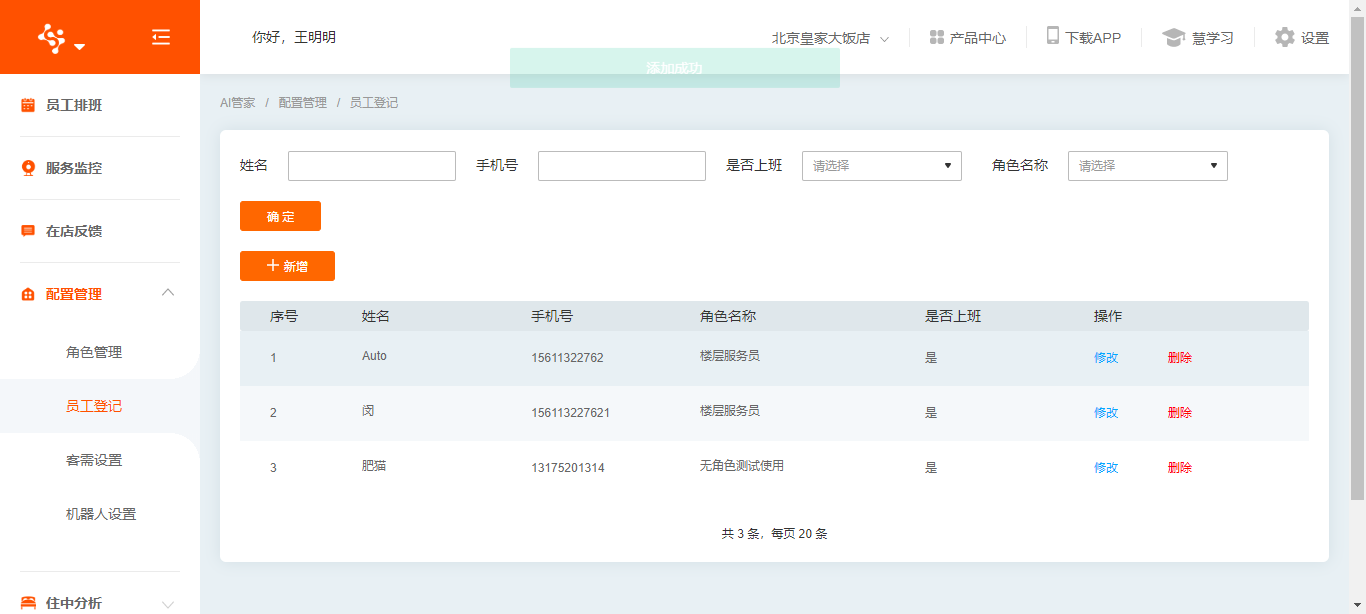 你好，王明明
北京皇家大饭店 产品中心 下载APP 慧学习 设置
添加成功
AI管家 / 配置管理 / 员工登记
员工排班
服务监控
在店反馈
配置管理
角色管理
员工登记
客需设置
机器人设置
住中分析
姓名 手机号 是否上班 请选择 角色名称 请选择
确 定
新增
序号 姓名 手机号 角色名称 是否上班 操作
1 Auto 15611322762 楼层服务员 是 修改 删除
2 闵 156113227621 楼层服务员 是 修改 删除
3 肥猫 13175201314 无角色测试使用 是 修改 删除
共 3 条，每页 20 条